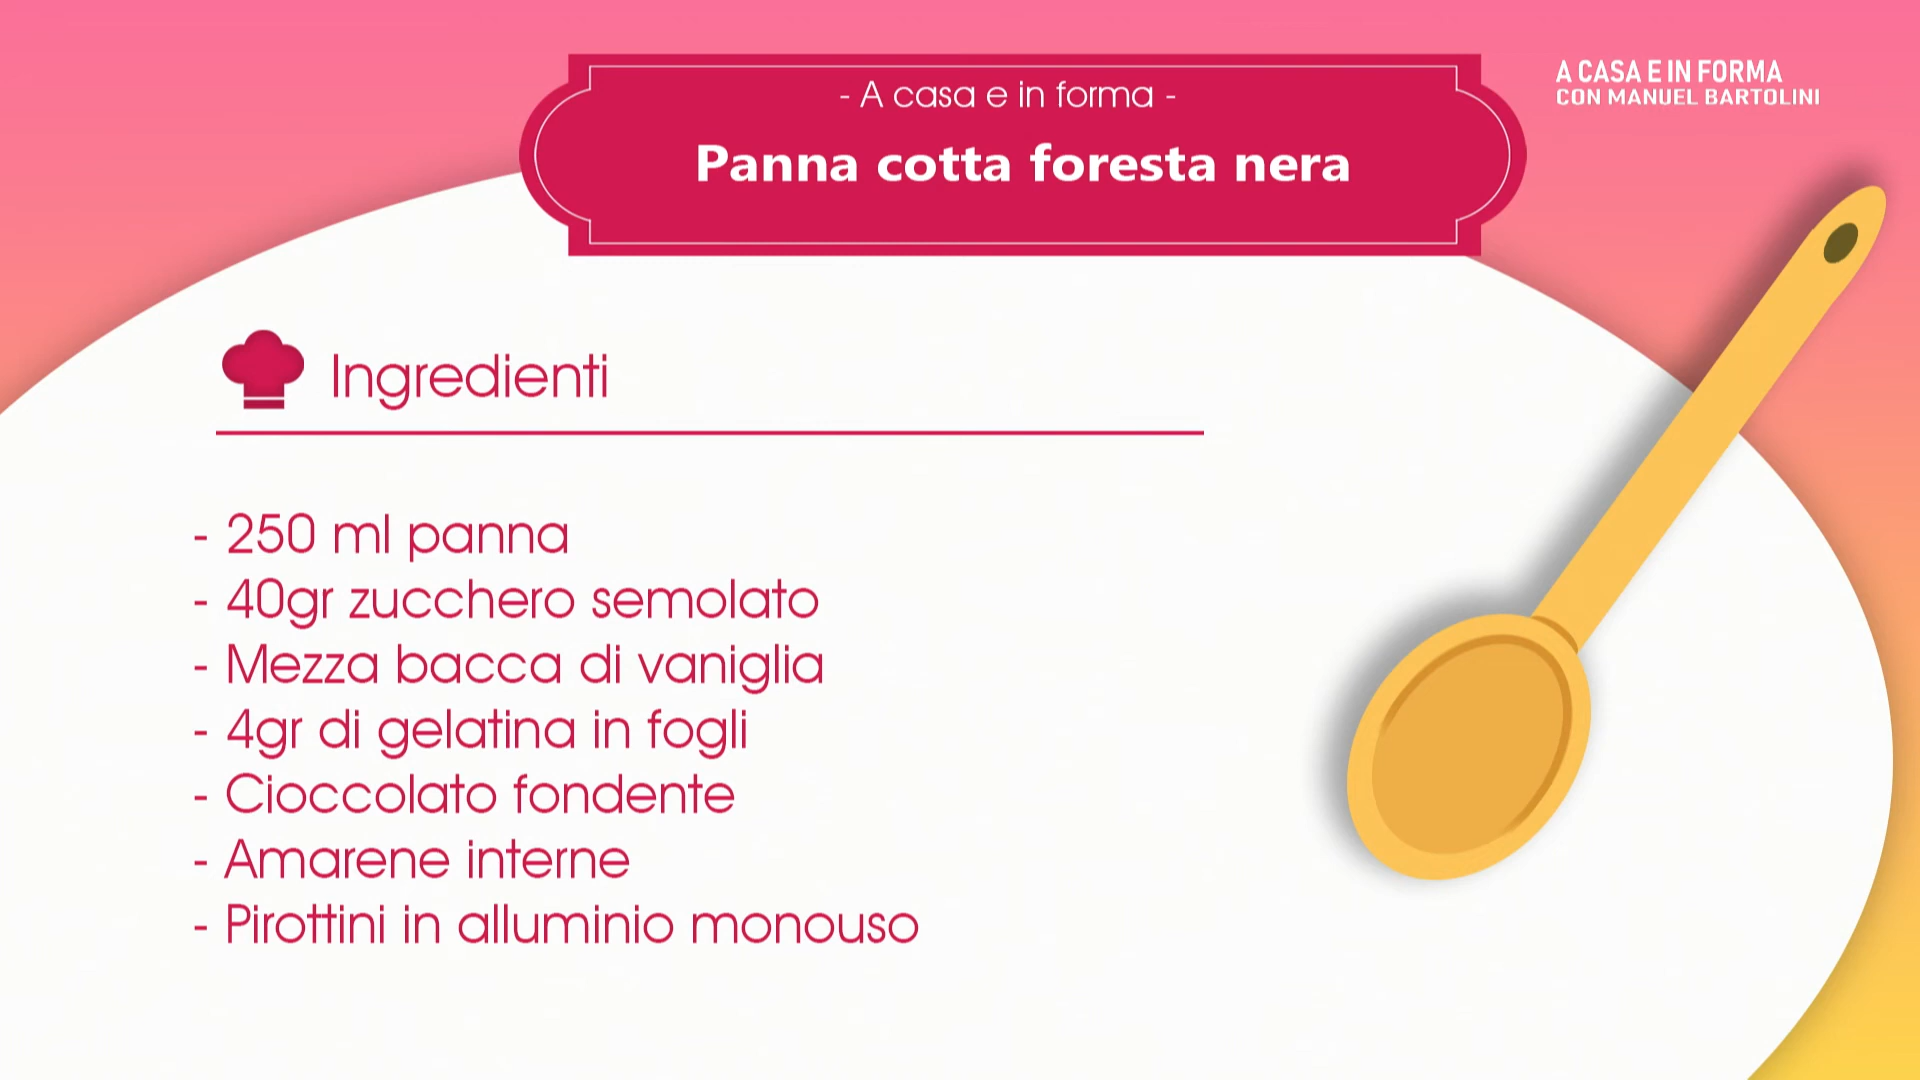 - A casa e in forma -
Panna cotta foresta nera
A CASA E IN FORMA
CON MANUEL BARTOLINI
Ingredienti
- 250 ml panna
- 40gr zucchero semolato
- Mezza bacca di vaniglia
- 4gr di gelatina in fogli
- Cioccolato fondente
- Amarene interne
- Pirottini in alluminio monouso